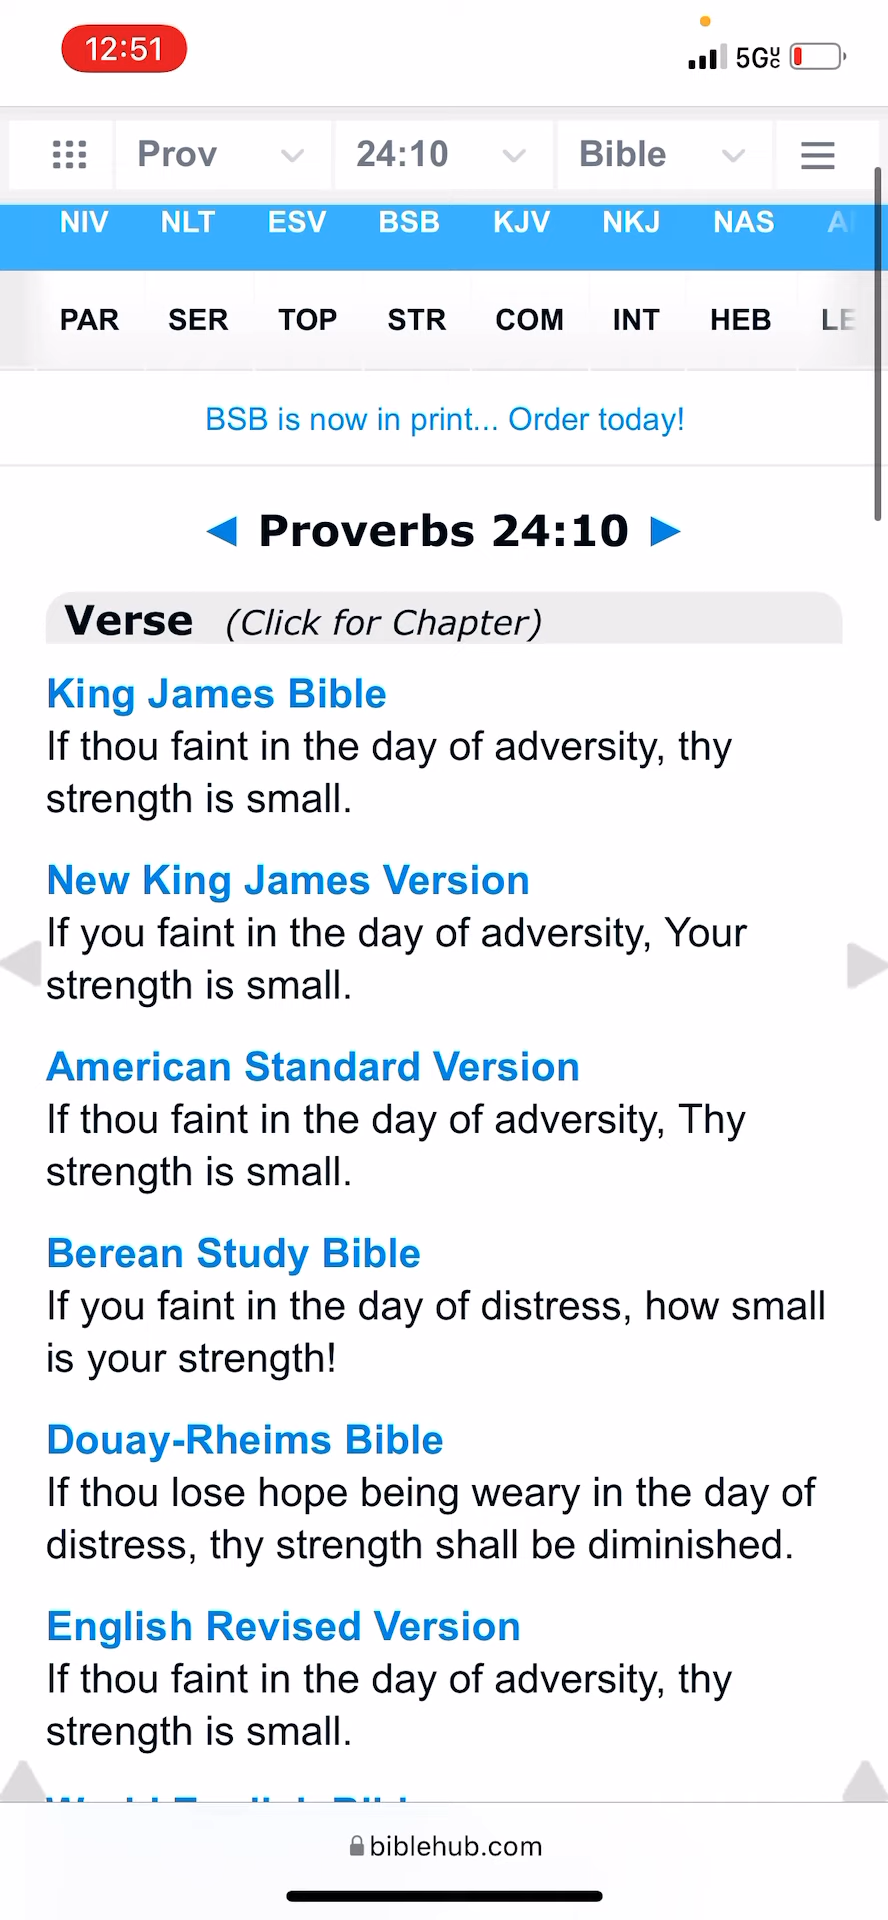 12:51
5G
Prov
24:10
Bible
NIV NLT ESV BSB KJV NKJ NAS
PAR SER TOP STR COM INT HEB LE
BSB is now in print... Order today!
Proverbs 24:10
Verse (Click for Chapter)
King James Bible
If thou faint in the day of adversity, thy
strength is small.
New King James Version
If you faint in the day of adversity, Your
strength is small.
American Standard Version
If thou faint in the day of adversity, Thy
strength is small.
Berean Study Bible
If you faint in the day of distress, how small
is your strength!
Douay-Rheims Bible
If thou lose hope being weary in the day of
distress, thy strength shall be diminished.
English Revised Version
If thou faint in the day of adversity, thy
strength is small.
biblehub.com